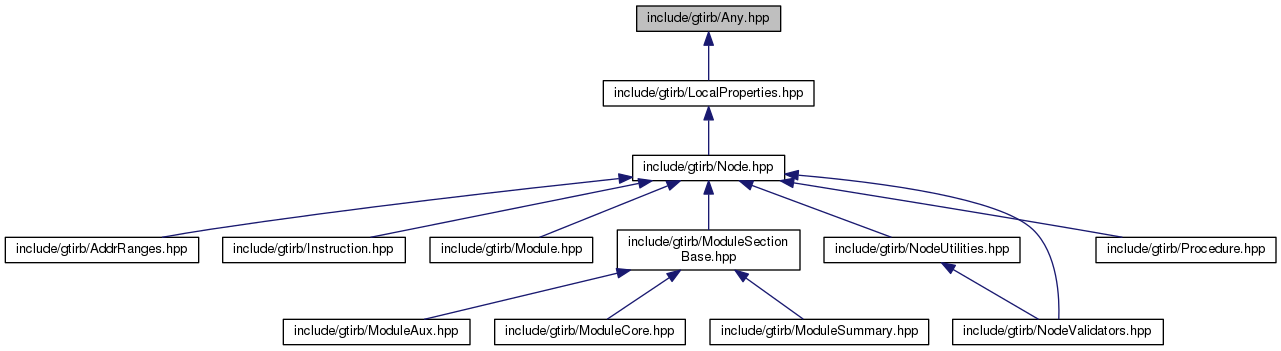 include/gtirb/Any.hpp
include/gtirb/LocalProperties.hpp
include/gtirb/Node.hpp
include/gtirb/AddrRanges.hpp
include/gtirb/Instruction.hpp
include/gtirb/Module.hpp
include/gtirb/ModuleSection
Base.hpp
include/gtirb/NodeUtilities.hpp
include/gtirb/Procedure.hpp
include/gtirb/ModuleAux.hpp
include/gtirb/ModuleCore.hpp
include/gtirb/ModuleSummary.hpp
include/gtirb/NodeValidators.hpp